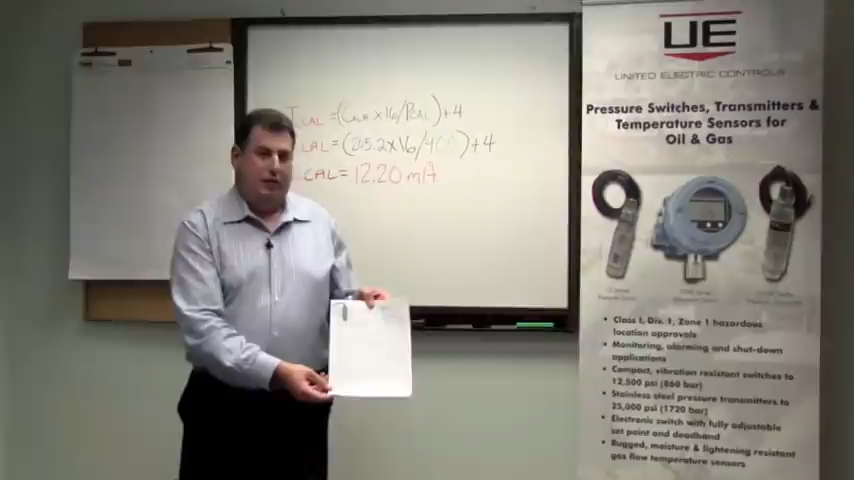 I CAL = (CALR x 16/PCAL) + 4
CAL = (205.2 x 16/400) + 4
CAL = 12.20 mA
UE
UNITED ELECTRIC CONTROLS
Pressure Switches, Transmitters &
Temperature Sensors for
Oil & Gas
• Class I, Div. 1, Zone 1 hazardous
location approvals
• Monitoring, alarming and shut-down
applications
• Compact, vibration resistant switches to
12,500 psi (860 bar)
• Stainless steel pressure transmitters to
25,000 psi (1720 bar)
• Electronic switch with fully adjustable
set point and deadband
• Rugged, moisture & lightening resistant
gas flow temperature sensors